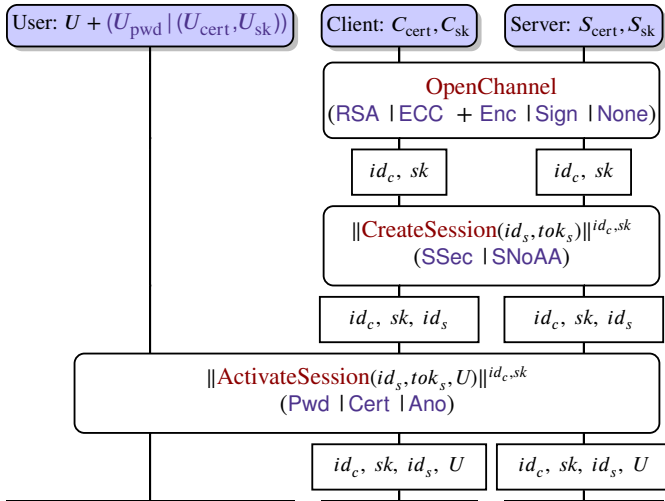 User: U + (U_pwd | (U_cert, U_sk))
Client: C_cert, C_sk
Server: S_cert, S_sk
OpenChannel
(RSA | ECC + Enc | Sign | None)
id_c, sk
id_c, sk
‖CreateSession(id_s, tok_s)‖^{id_c, sk}
(SSec | SNoAA)
id_c, sk, id_s
id_c, sk, id_s
‖ActivateSession(id_s, tok_s, U)‖^{id_c, sk}
(Pwd | Cert | Ano)
id_c, sk, id_s, U
id_c, sk, id_s, U